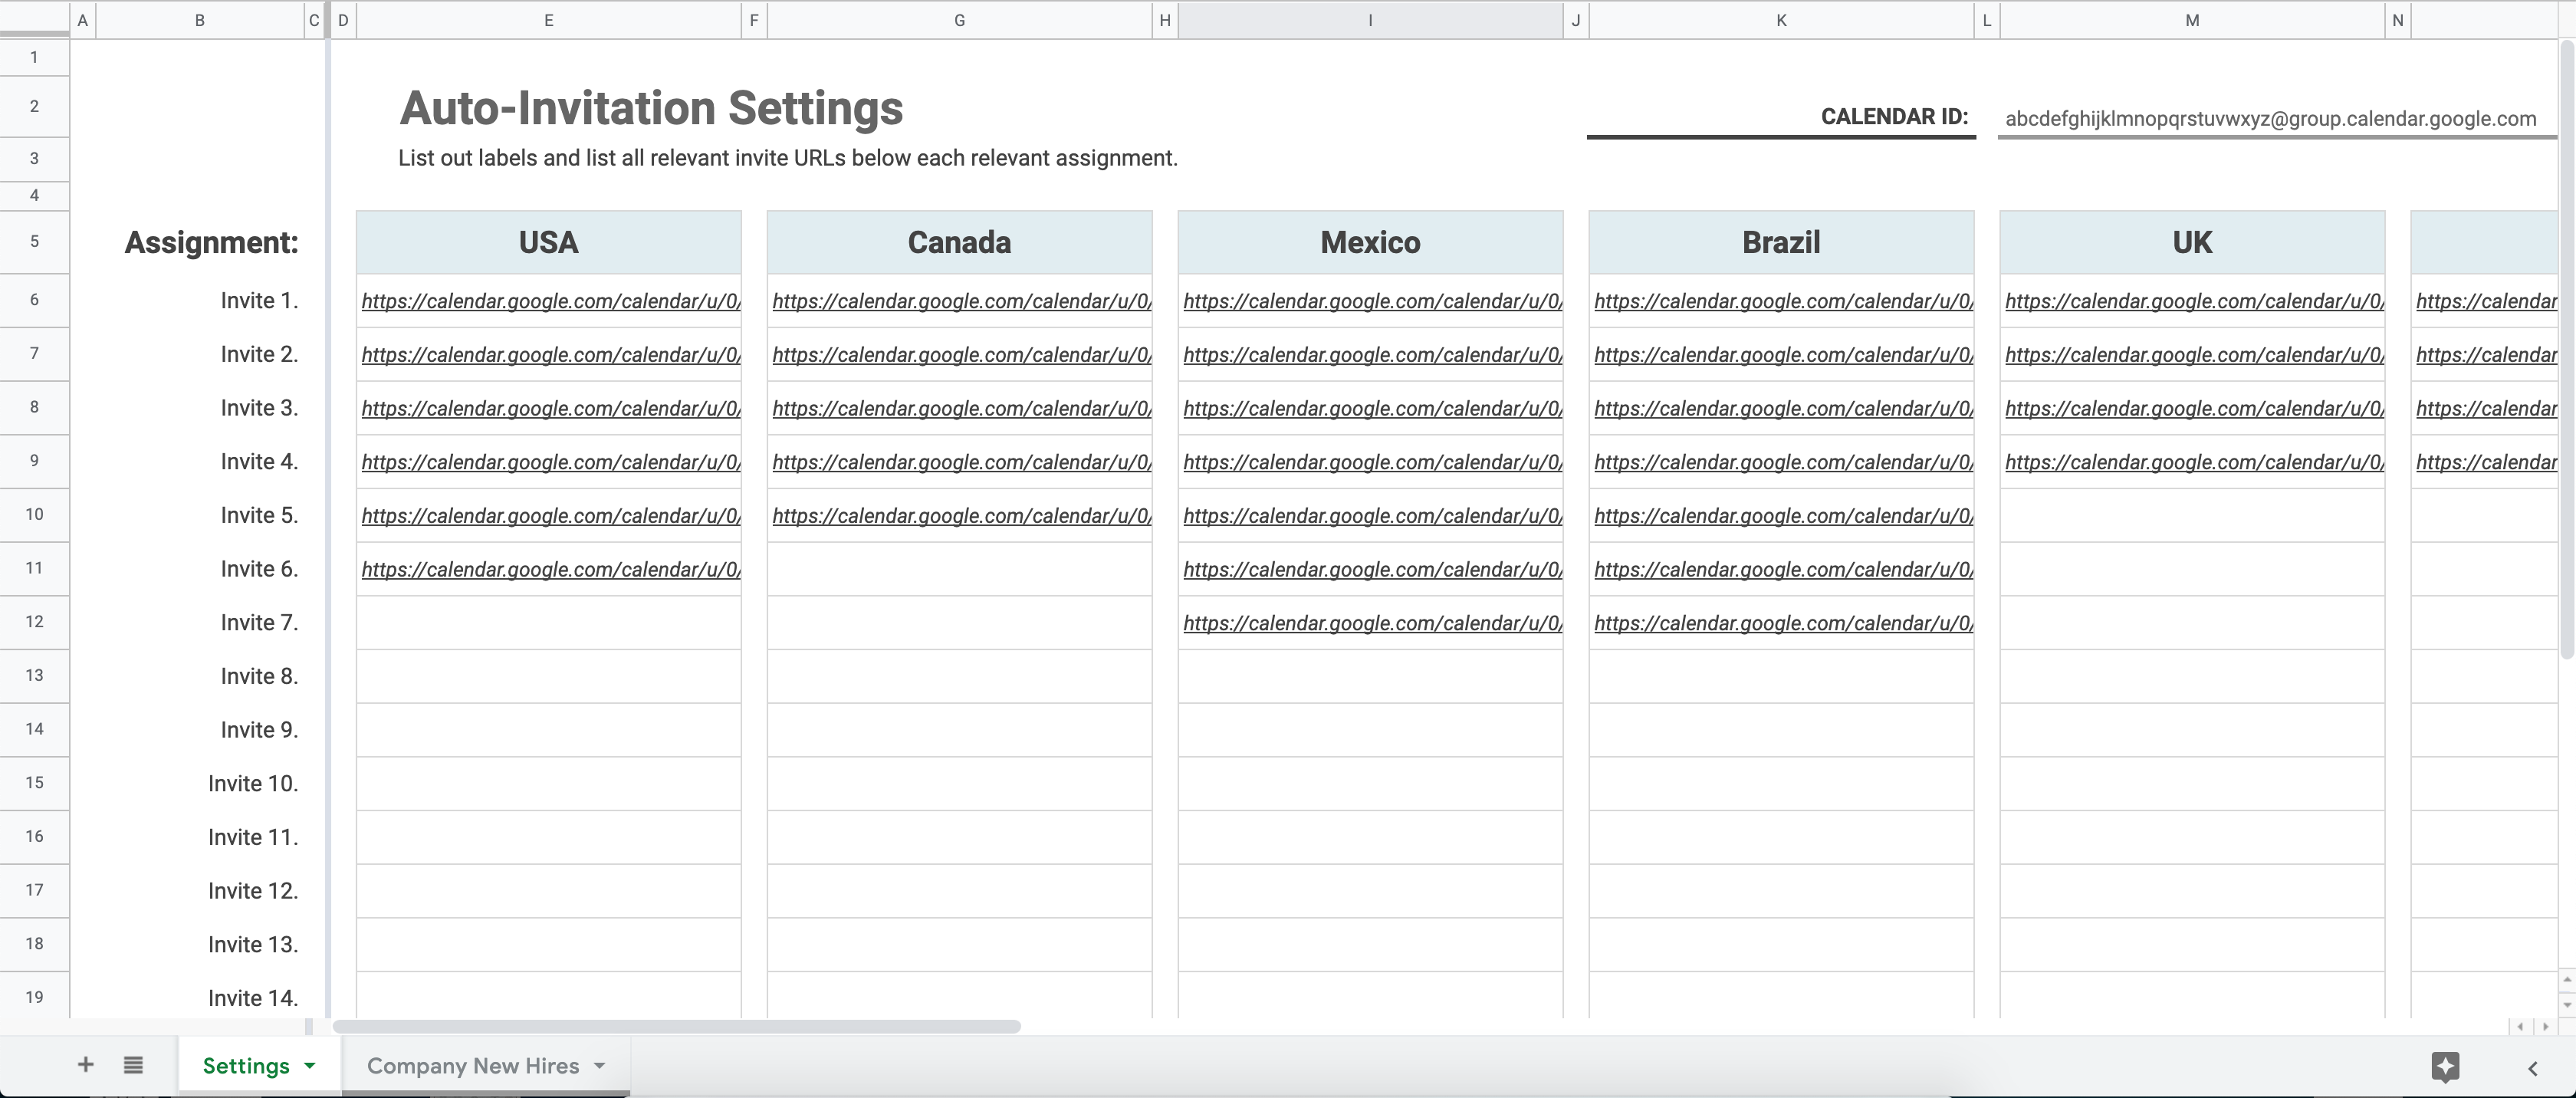 A B C D E F G H I J K L M N
1
2 Auto-Invitation Settings CALENDAR ID: abcdefghijklmnopqrstuvwxyz@group.calendar.google.com
3 List out labels and list all relevant invite URLs below each relevant assignment.
4
5 Assignment: USA Canada Mexico Brazil UK
6 Invite 1. https://calendar.google.com/calendar/u/0/ https://calendar.google.com/calendar/u/0/ https://calendar.google.com/calendar/u/0/ https://calendar.google.com/calendar/u/0/ https://calendar.google.com/calendar/u/0/ https://calendar
7 Invite 2. https://calendar.google.com/calendar/u/0/ https://calendar.google.com/calendar/u/0/ https://calendar.google.com/calendar/u/0/ https://calendar.google.com/calendar/u/0/ https://calendar.google.com/calendar/u/0/ https://calendar
8 Invite 3. https://calendar.google.com/calendar/u/0/ https://calendar.google.com/calendar/u/0/ https://calendar.google.com/calendar/u/0/ https://calendar.google.com/calendar/u/0/ https://calendar.google.com/calendar/u/0/ https://calendar
9 Invite 4. https://calendar.google.com/calendar/u/0/ https://calendar.google.com/calendar/u/0/ https://calendar.google.com/calendar/u/0/ https://calendar.google.com/calendar/u/0/ https://calendar.google.com/calendar/u/0/ https://calendar
10 Invite 5. https://calendar.google.com/calendar/u/0/ https://calendar.google.com/calendar/u/0/ https://calendar.google.com/calendar/u/0/ https://calendar.google.com/calendar/u/0/
11 Invite 6. https://calendar.google.com/calendar/u/0/ https://calendar.google.com/calendar/u/0/ https://calendar.google.com/calendar/u/0/
12 Invite 7. https://calendar.google.com/calendar/u/0/ https://calendar.google.com/calendar/u/0/
13 Invite 8.
14 Invite 9.
15 Invite 10.
16 Invite 11.
17 Invite 12.
18 Invite 13.
19 Invite 14.
Settings Company New Hires